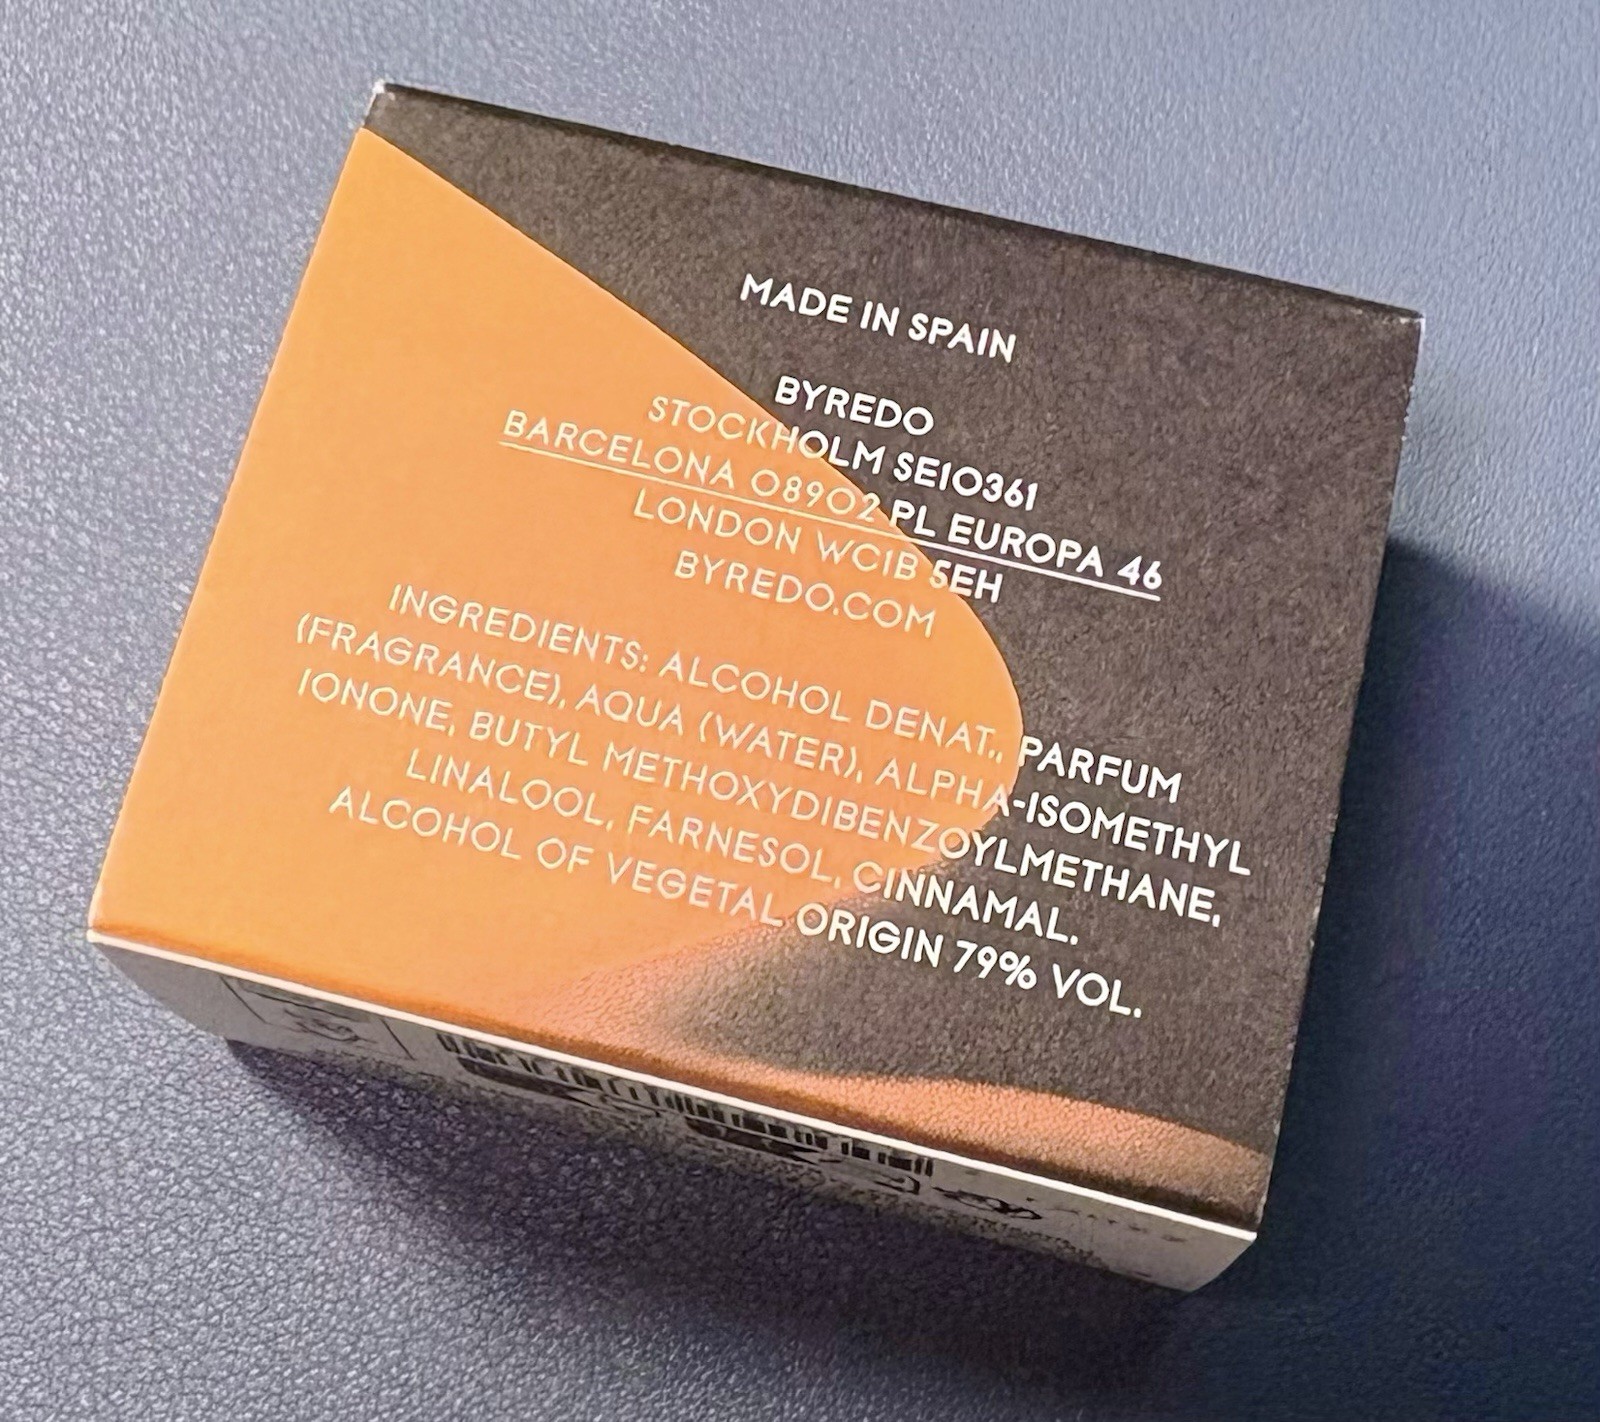 MADE IN SPAIN
BYREDO
STOCKHOLM SE10361
BARCELONA 08902 PL EUROPA 46
LONDON WC1B 5EH
BYREDO.COM
INGREDIENTS: ALCOHOL DENAT., PARFUM
(FRAGRANCE), AQUA (WATER), ALPHA-ISOMETHYL
IONONE, BUTYL METHOXYDIBENZOYLMETHANE,
LINALOOL, FARNESOL, CINNAMAL.
ALCOHOL OF VEGETAL ORIGIN 79% VOL.